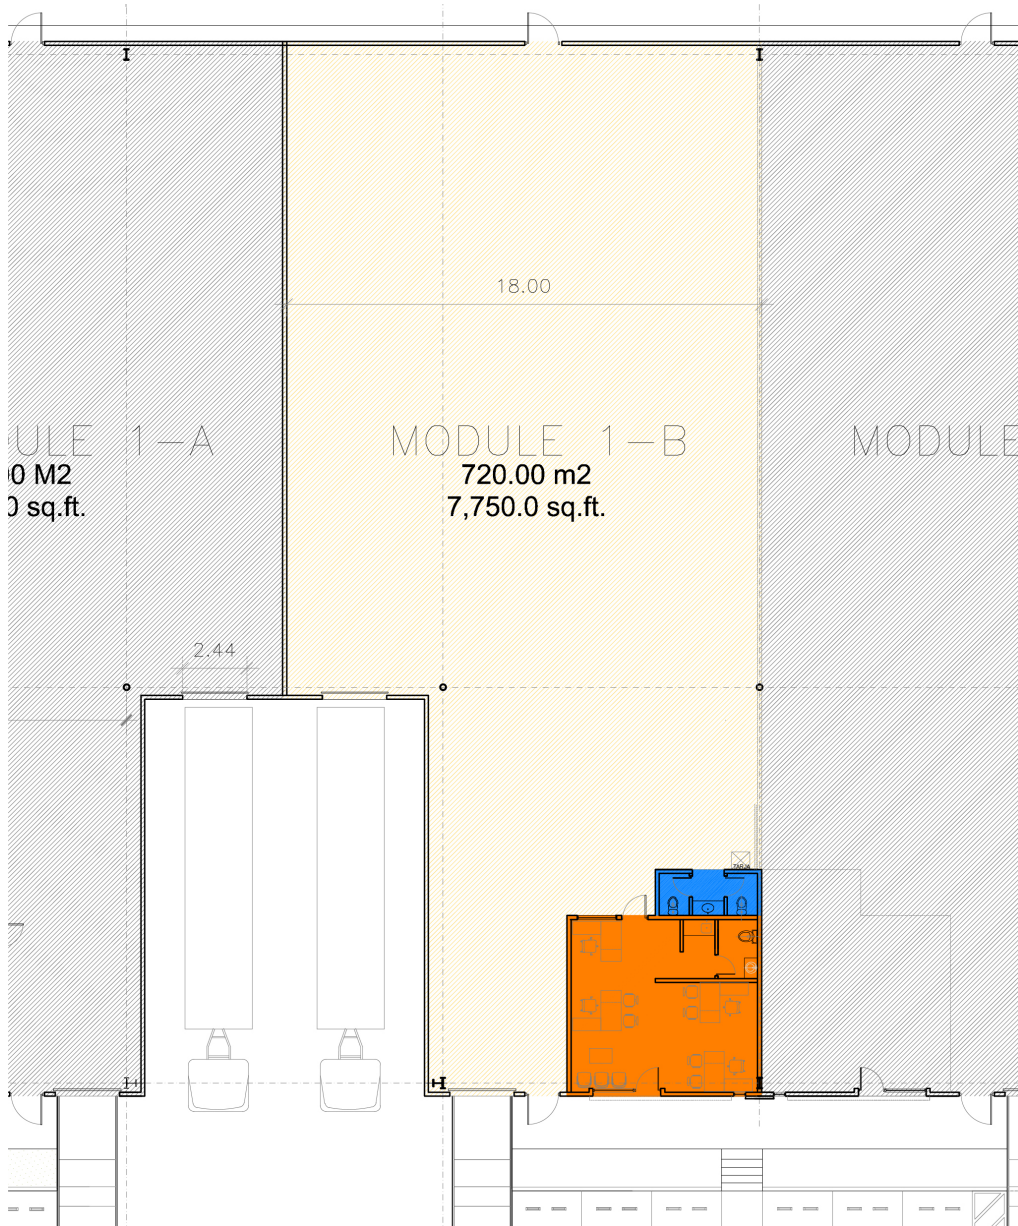 18.00
ULE 1-A
MODULE 1-B
MODULE
0 M2
720.00 m2
0 sq.ft.
7,750.0 sq.ft.
2.44
TARJA